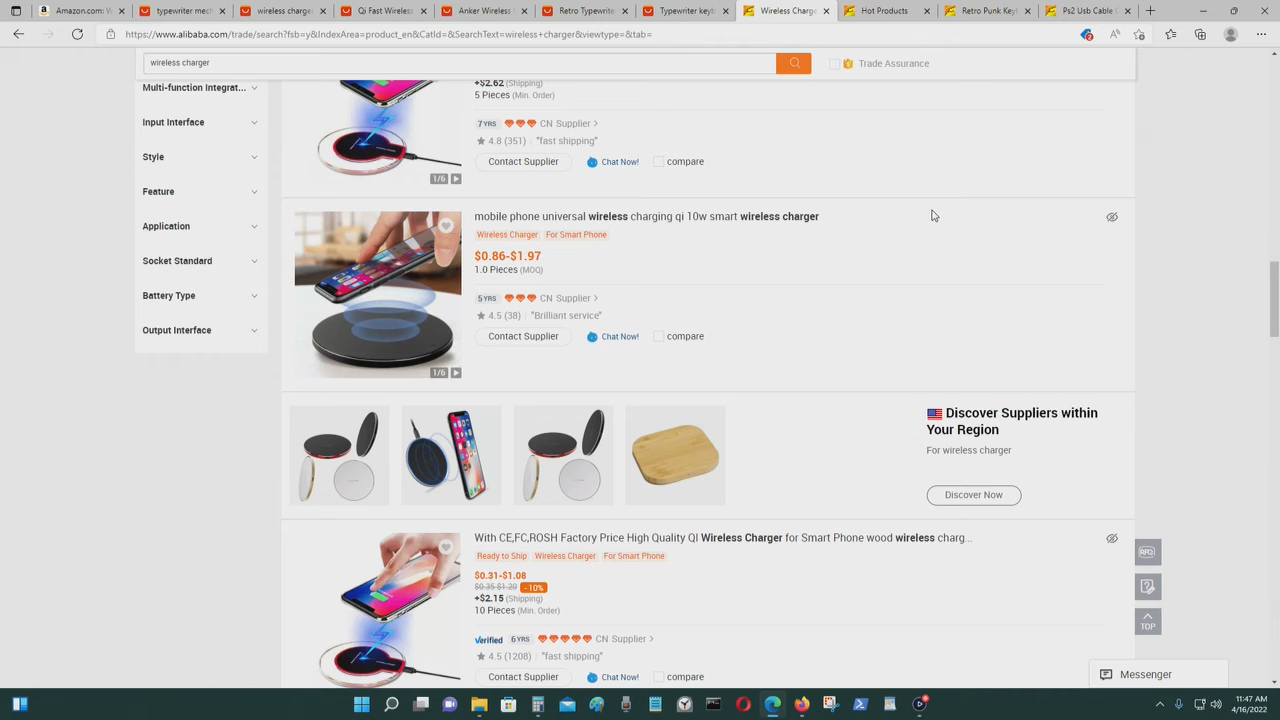 Amazon.com: W
typewriter mech
wireless charger
Qi Fast Wireless
Anker Wireless
Retro Typewriter
Typewriter keyb
Wireless Charge
Hot Products
Retro Punk Key
Ps2 Usb Cable
https://www.alibaba.com/trade/search?fsb=y&IndexArea=product_en&CatId=&SearchText=wireless+charger&viewtype=&tab=
wireless charger
Trade Assurance
Multi-function Integrat...
Input Interface
Style
Feature
Application
Socket Standard
Battery Type
Output Interface
+$2.62 (Shipping)
5 Pieces (Min. Order)
7 YRS CN Supplier >
4.8 (351) "fast shipping"
Contact Supplier Chat Now! compare
1/6
mobile phone universal wireless charging qi 10w smart wireless charger
Wireless Charger For Smart Phone
$0.86-$1.97
1.0 Pieces (MOQ)
5 YRS CN Supplier >
4.5 (38) "Brilliant service"
Contact Supplier Chat Now! compare
1/6
Discover Suppliers within
Your Region
For wireless charger
Discover Now
With CE,FC,ROSH Factory Price High Quality QI Wireless Charger for Smart Phone wood wireless charg...
Ready to Ship Wireless Charger For Smart Phone
$0.31-$1.08
$0.35-$1.20 -10%
+$2.15 (Shipping)
10 Pieces (Min. Order)
Verified 6 YRS CN Supplier >
4.5 (1208) "fast shipping"
Contact Supplier Chat Now! compare
RFQ
TOP
Messenger
11:47 AM
4/16/2022